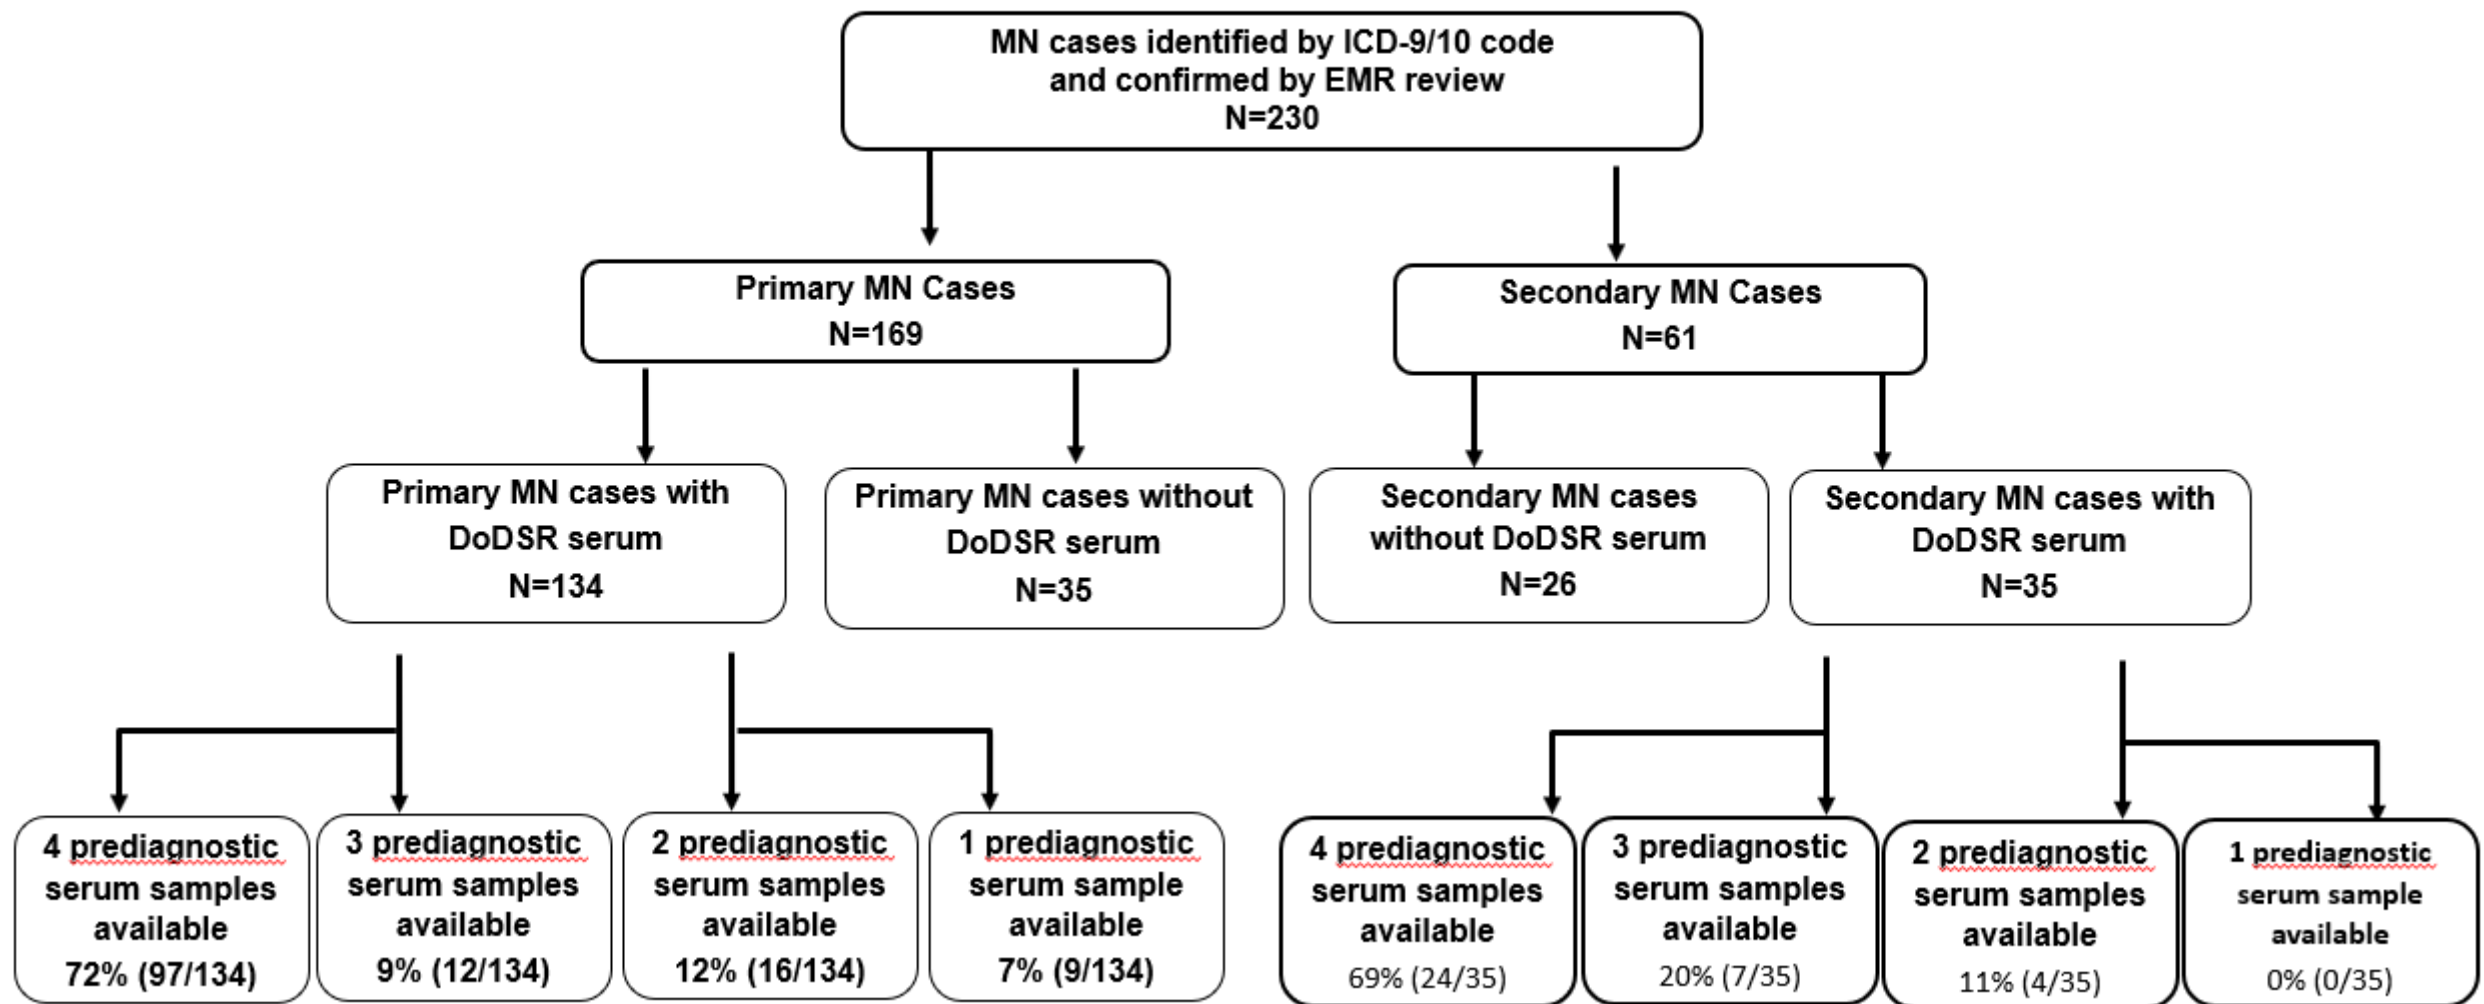 MN cases identified by ICD-9/10 code
and confirmed by EMR review
N=230
Primary MN Cases
N=169
Secondary MN Cases
N=61
Primary MN cases with
DoDSR serum
N=134
Primary MN cases without
DoDSR serum
N=35
Secondary MN cases
without DoDSR serum
N=26
Secondary MN cases with
DoDSR serum
N=35
4 prediagnostic
serum samples
available
72% (97/134)
3 prediagnostic
serum samples
available
9% (12/134)
2 prediagnostic
serum samples
available
12% (16/134)
1 prediagnostic
serum sample
available
7% (9/134)
4 prediagnostic
serum samples
available
69% (24/35)
3 prediagnostic
serum samples
available
20% (7/35)
2 prediagnostic
serum samples
available
11% (4/35)
1 prediagnostic
serum sample
available
0% (0/35)